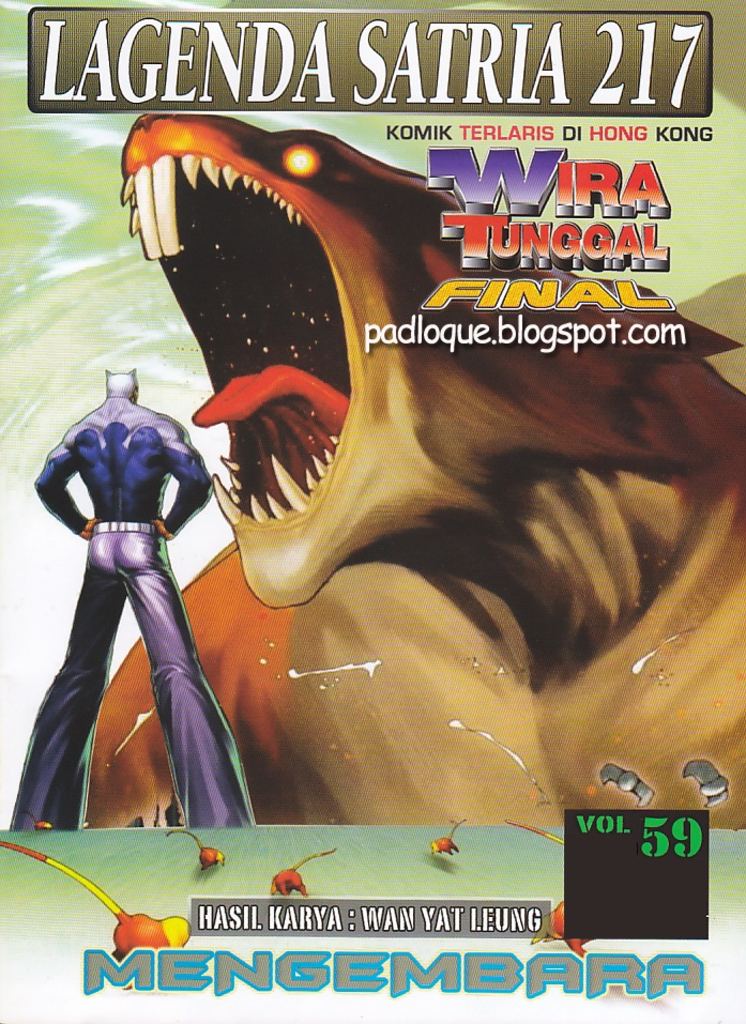 LAGENDA SATRIA 217
KOMIK TERLARIS DI HONG KONG
WIRA
TUNGGAL
FINAL
padloque.blogspot.com
VOL 59
HASIL KARYA : WAN YAT LEUNG
MENGEMBARA